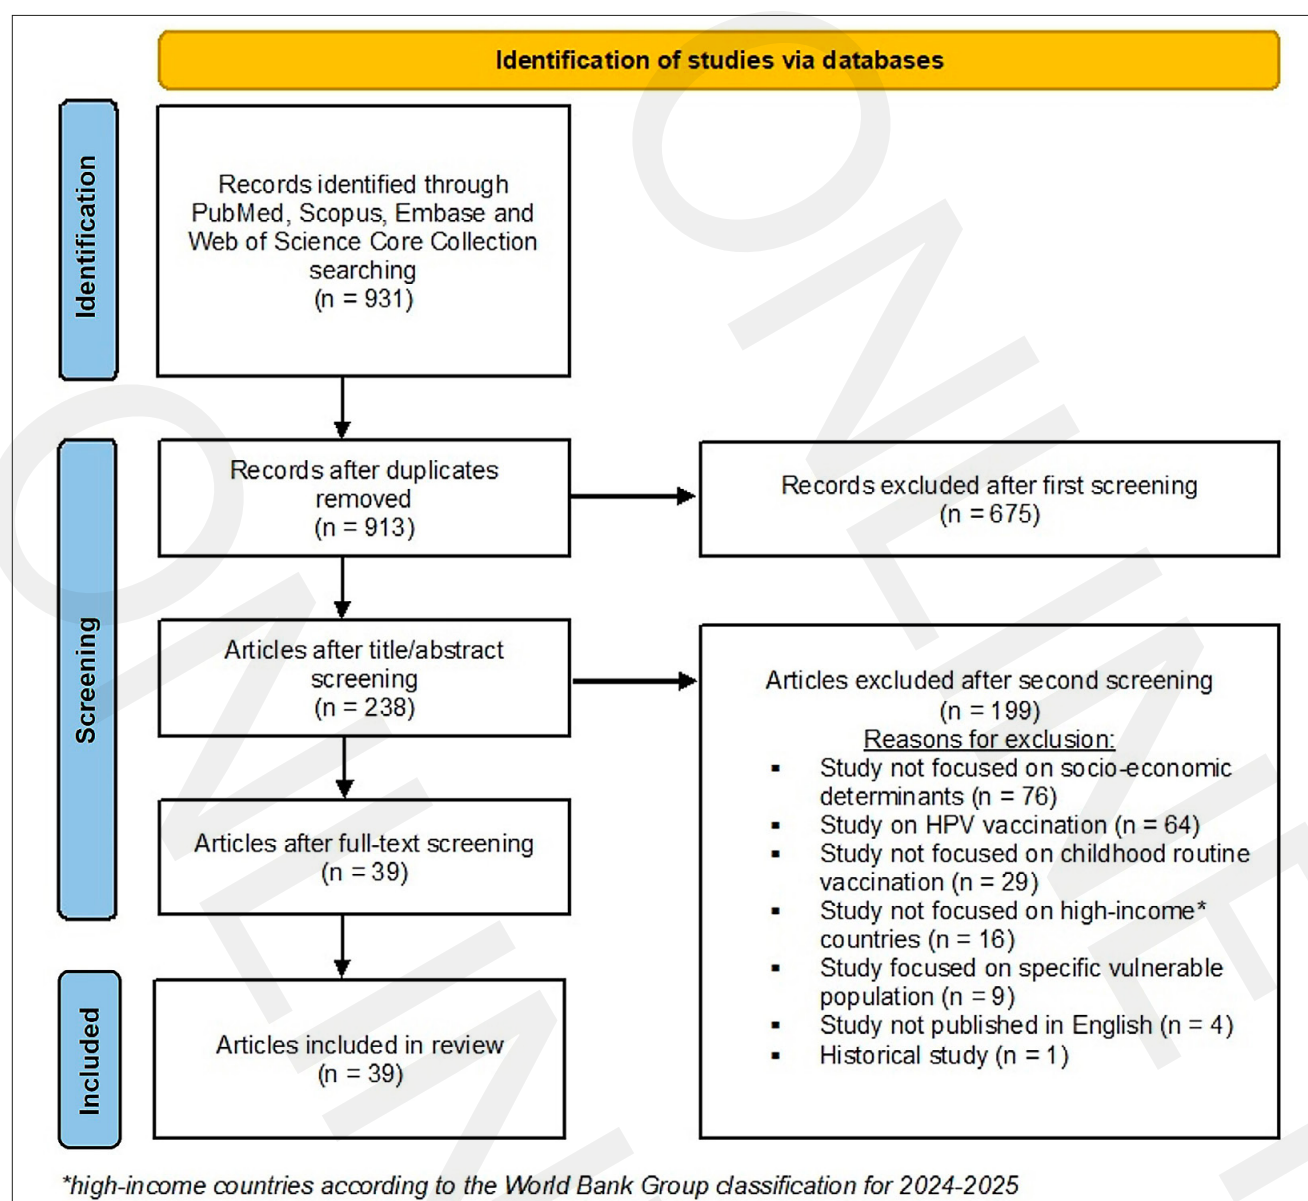 Identification of studies via databases
Identification
Records identified through
PubMed, Scopus, Embase and
Web of Science Core Collection
searching
(n = 931)
Screening
Records after duplicates
removed
(n = 913)
Records excluded after first screening
(n = 675)
Articles after title/abstract
screening
(n = 238)
Articles excluded after second screening
(n = 199)
Reasons for exclusion:
▪ Study not focused on socio-economic
determinants (n = 76)
▪ Study on HPV vaccination (n = 64)
▪ Study not focused on childhood routine
vaccination (n = 29)
▪ Study not focused on high-income*
countries (n = 16)
▪ Study focused on specific vulnerable
population (n = 9)
▪ Study not published in English (n = 4)
▪ Historical study (n = 1)
Articles after full-text screening
(n = 39)
Included
Articles included in review
(n = 39)
*high-income countries according to the World Bank Group classification for 2024-2025
ONLINE
ONLINE